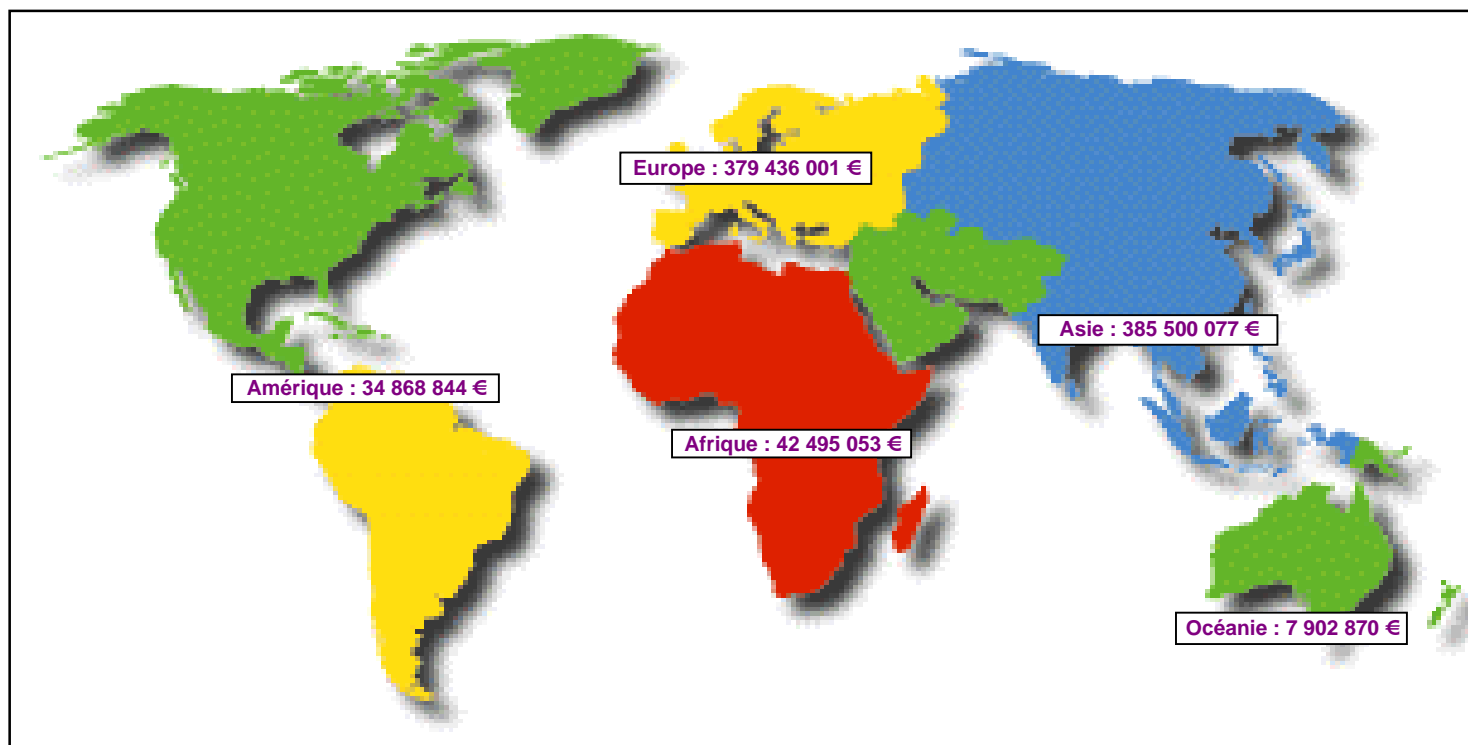 Europe : 379 436 001 €
Asie : 385 500 077 €
Amérique : 34 868 844 €
Afrique : 42 495 053 €
Océanie : 7 902 870 €